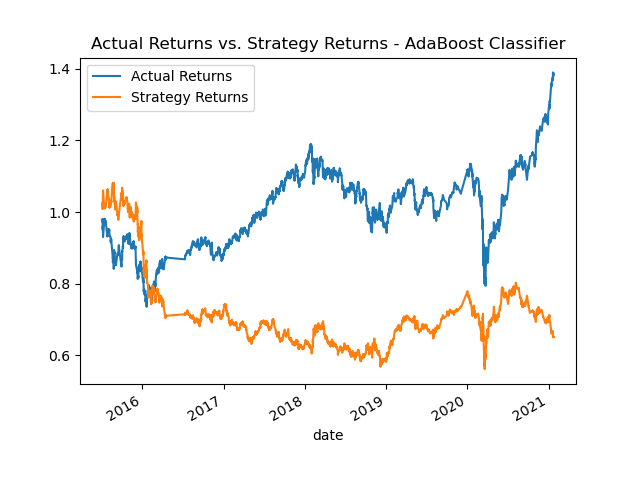 Actual Returns vs. Strategy Returns - AdaBoost Classifier
Actual Returns
Strategy Returns
1.4
1.2
1.0
0.8
0.6
2016
2017
2018
2019
2020
2021
date